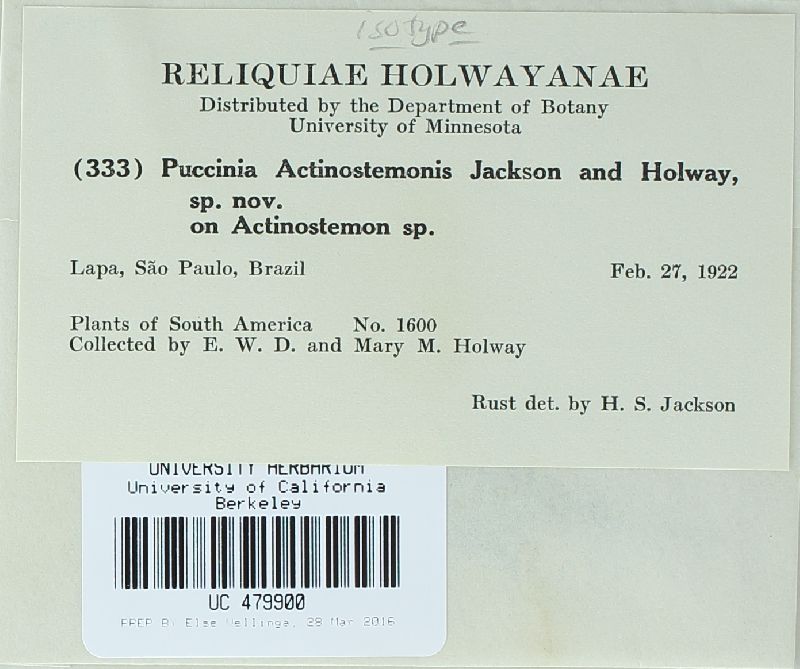 isotype
RELIQUIAE HOLWAYANAE
Distributed by the Department of Botany
University of Minnesota
(333) Puccinia Actinostemonis Jackson and Holway,
sp. nov.
on Actinostemon sp.
Lapa, São Paulo, Brazil Feb. 27, 1922
Plants of South America No. 1600
Collected by E. W. D. and Mary M. Holway
Rust det. by H. S. Jackson
UNIVERSITY HERBARIUM
University of California
Berkeley
UC 479900
PREP By Else Vellinga, 28 Mar 2016